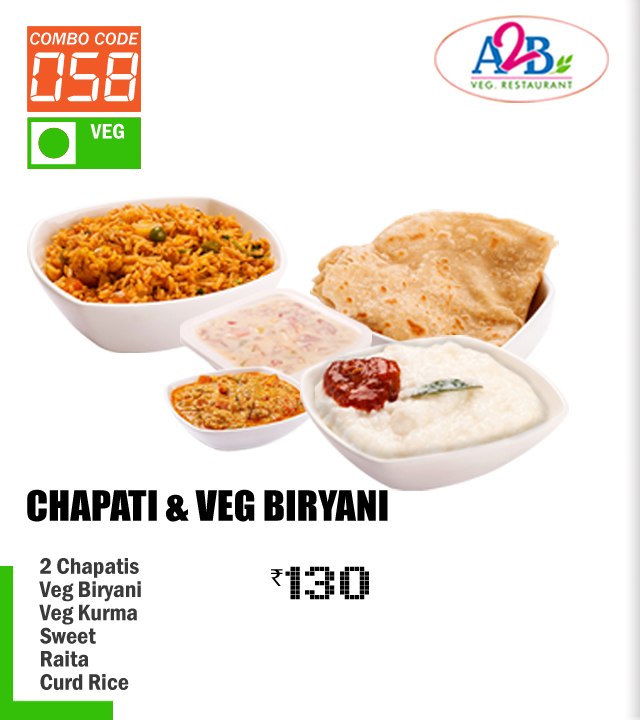 COMBO CODE
058
VEG
A2B
VEG. RESTAURANT
CHAPATI & VEG BIRYANI
2 Chapatis
Veg Biryani
Veg Kurma
Sweet
Raita
Curd Rice
₹130